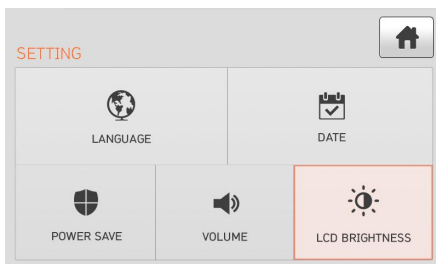 SETTING
LANGUAGE
DATE
POWER SAVE
VOLUME
LCD BRIGHTNESS